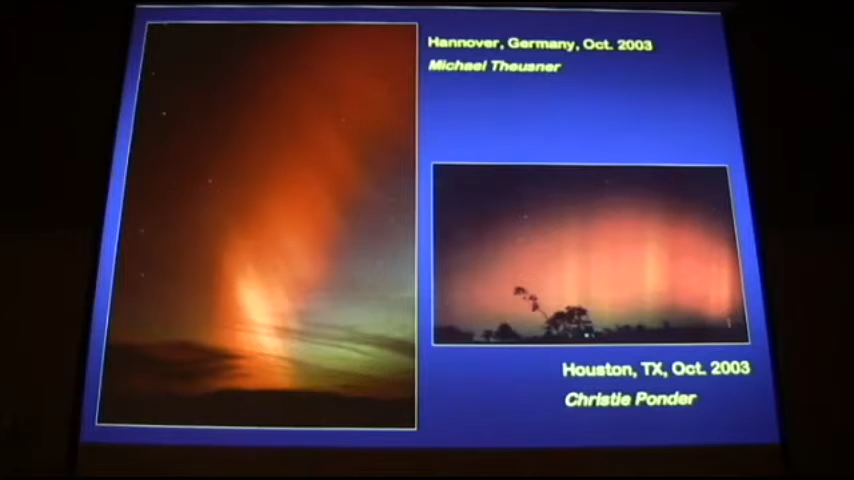 Hannover, Germany, Oct. 2003
Michael Theusner
Houston, TX, Oct. 2003
Christie Ponder